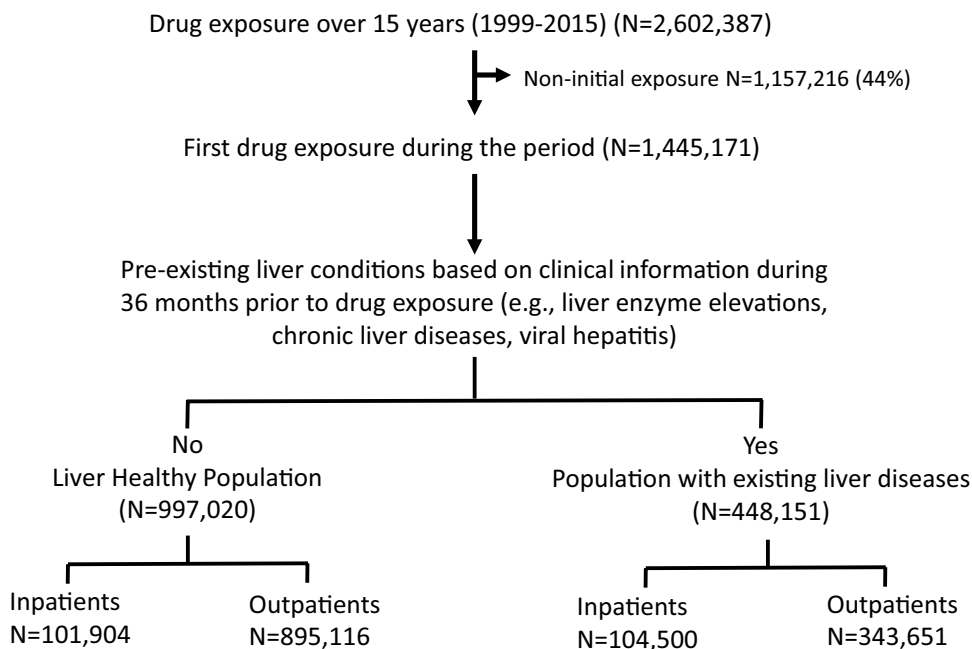 Drug exposure over 15 years (1999-2015) (N=2,602,387)
Non-initial exposure N=1,157,216 (44%)
First drug exposure during the period (N=1,445,171)
Pre-existing liver conditions based on clinical information during
36 months prior to drug exposure (e.g., liver enzyme elevations,
chronic liver diseases, viral hepatitis)
No
Liver Healthy Population
(N=997,020)
Yes
Population with existing liver diseases
(N=448,151)
Inpatients
N=101,904
Outpatients
N=895,116
Inpatients
N=104,500
Outpatients
N=343,651